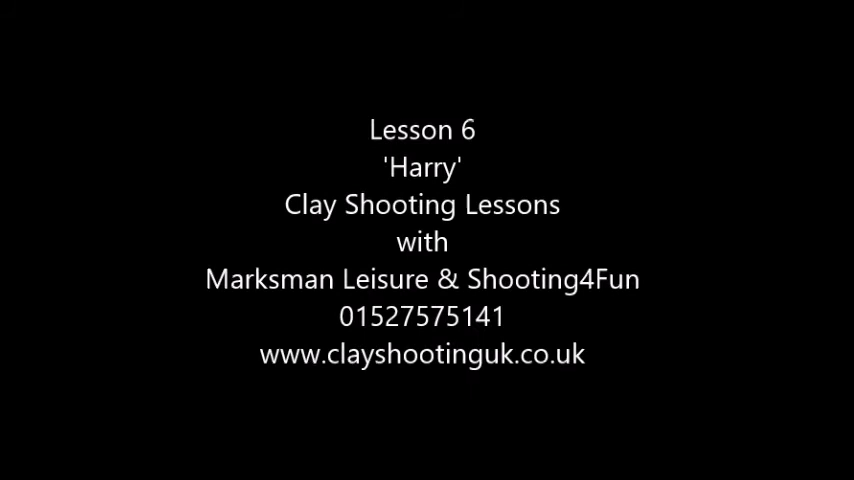 Lesson 6
'Harry'
Clay Shooting Lessons
with
Marksman Leisure & Shooting4Fun
01527575141
www.clayshootinguk.co.uk